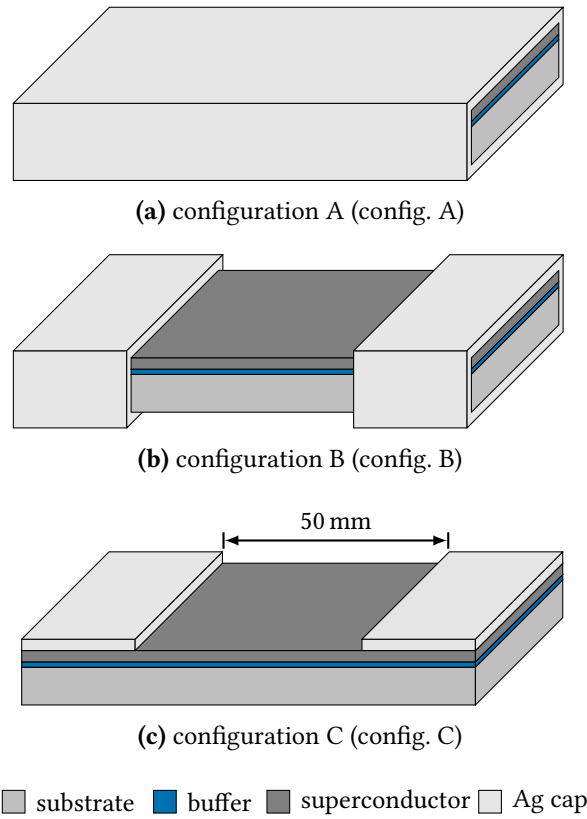 (a) configuration A (config. A)
(b) configuration B (config. B)
50 mm
(c) configuration C (config. C)
substrate buffer superconductor Ag cap